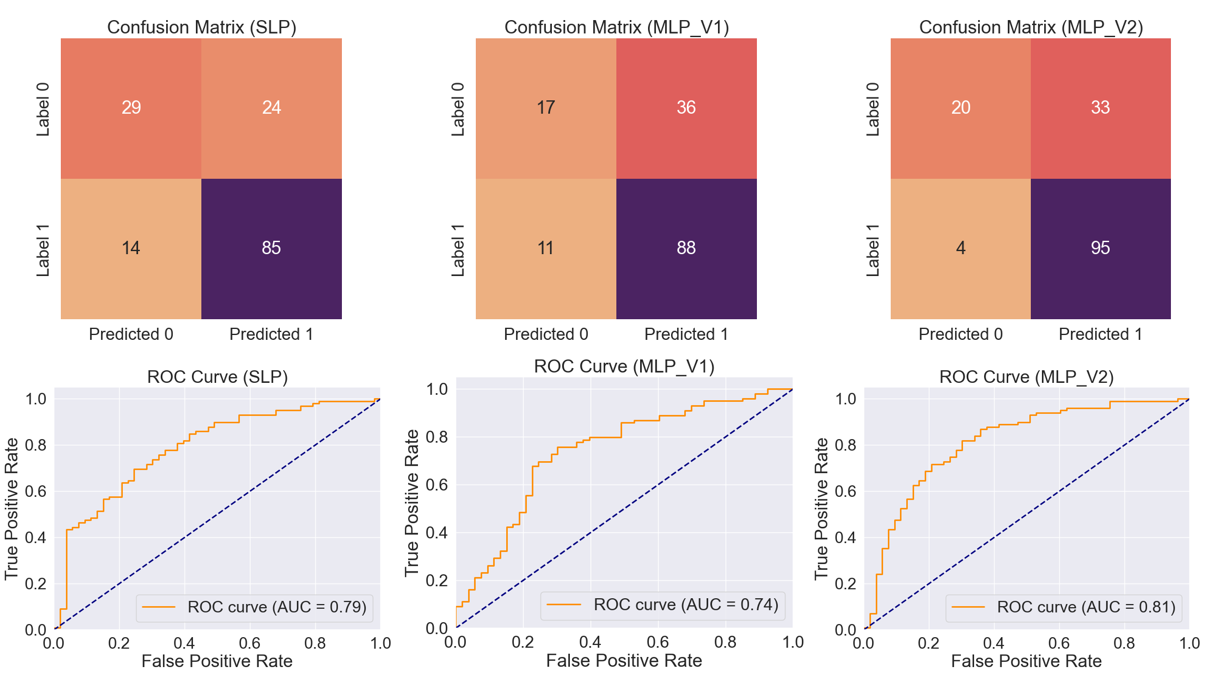 Confusion Matrix (SLP)
Label 0
29
24
Label 1
14
85
Predicted 0
Predicted 1
Confusion Matrix (MLP_V1)
Label 0
17
36
Label 1
11
88
Predicted 0
Predicted 1
Confusion Matrix (MLP_V2)
Label 0
20
33
Label 1
4
95
Predicted 0
Predicted 1
ROC Curve (SLP)
True Positive Rate
1.0
0.8
0.6
0.4
0.2
0.0
ROC curve (AUC = 0.79)
0.0 0.2 0.4 0.6 0.8 1.0
False Positive Rate
ROC Curve (MLP_V1)
True Positive Rate
1.0
0.8
0.6
0.4
0.2
0.0
ROC curve (AUC = 0.74)
0.0 0.2 0.4 0.6 0.8 1.0
False Positive Rate
ROC Curve (MLP_V2)
True Positive Rate
1.0
0.8
0.6
0.4
0.2
0.0
ROC curve (AUC = 0.81)
0.0 0.2 0.4 0.6 0.8 1.0
False Positive Rate